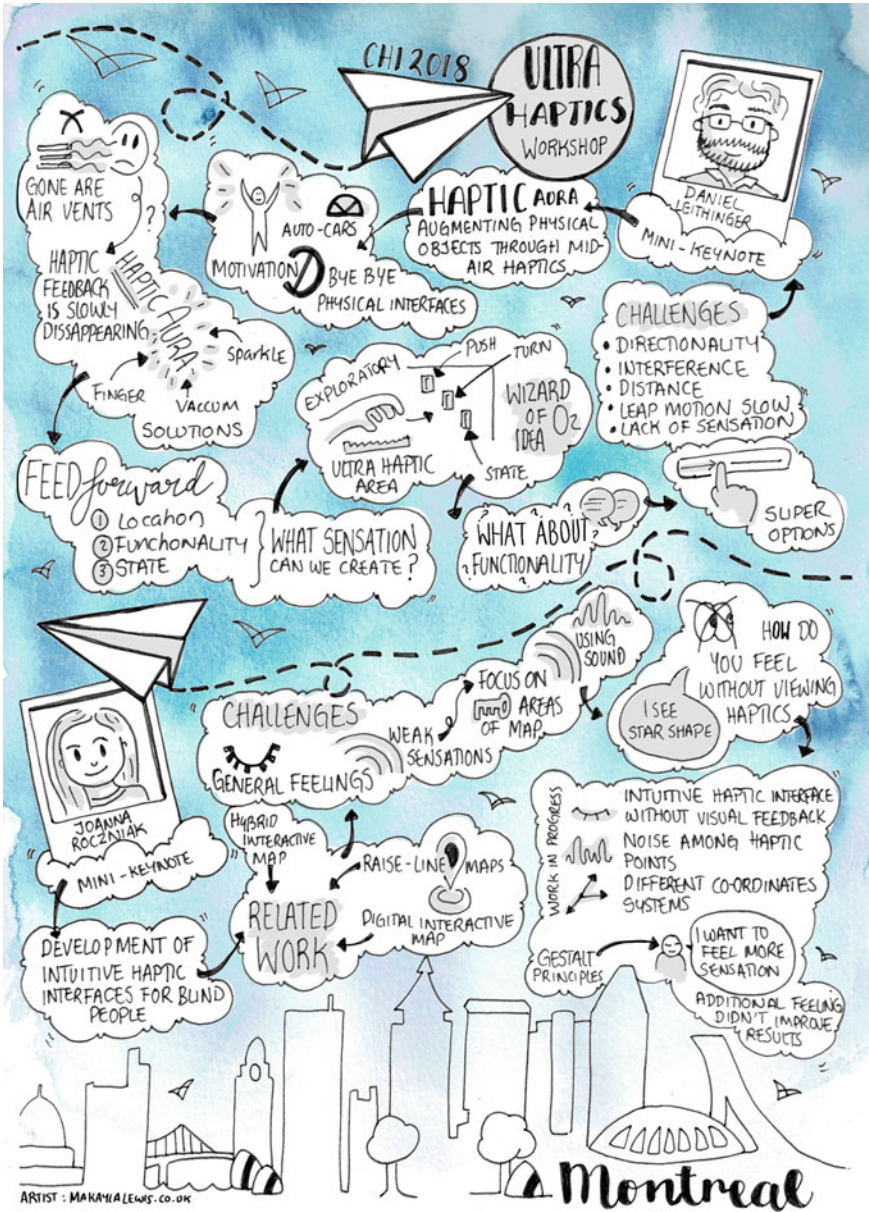 CHI 2018
ULTRA
HAPTICS
WORKSHOP
DANIEL
LEITHINGER
MINI-KEYNOTE
HAPTIC AURA
AUGMENTING PHYSICAL
OBJECTS THROUGH MID-
AIR HAPTICS
AUTO-CARS
MOTIVATION
BYE BYE
PHYSICAL INTERFACES
GONE ARE
AIR VENTS
?
HAPTIC
FEEDBACK
IS SLOWLY
DISSAPPEARING
HAPTIC
AURA
SPARKLE
FINGER
VACCUM
SOLUTIONS
FEED forward
1 LOCATION
2 FUNCTIONALITY
3 STATE
WHAT SENSATION
CAN WE CREATE?
EXPLORATORY
PUSH
TURN
WIZARD
OF
IDEA OZ
ULTRA HAPTIC
AREA
STATE
WHAT ABOUT
FUNCTIONALITY
? ? ? ? ?
SLIPER
OPTIONS
CHALLENGES
• DIRECTIONALITY
• INTERFERENCE
• DISTANCE
• LEAP MOTION SLOW
• LACK OF SENSATION
JOANNA
ROCZNIAK
MINI-KEYNOTE
DEVELOPMENT OF
INTUITIVE HAPTIC
INTERFACES FOR BLIND
PEOPLE
RELATED
WORK
HYBRID
INTERACTIVE
MAP
RAISE-LINE MAPS
DIGITAL INTERACTIVE
MAP
CHALLENGES
GENERAL FEELINGS
WEAK
SENSATIONS
FOCUS ON
AREAS
OF MAP
USING
SOUND
HOW DO
YOU FEEL
WITHOUT VIEWING
HAPTICS
I SEE
STAR SHAPE
WORK IN PROGRESS
INTUITIVE HAPTIC INTERFACE
WITHOUT VISUAL FEEDBACK
NOISE AMONG HAPTIC
POINTS
DIFFERENT CO-ORDINATES
SYSTEMS
GESTALT
PRINCIPLES
I WANT TO
FEEL MORE
SENSATION
ADDITIONAL FEELING
DIDN'T IMPROVE
RESULTS
Montreal
ARTIST : MAKAYLALEWIS.CO.UK